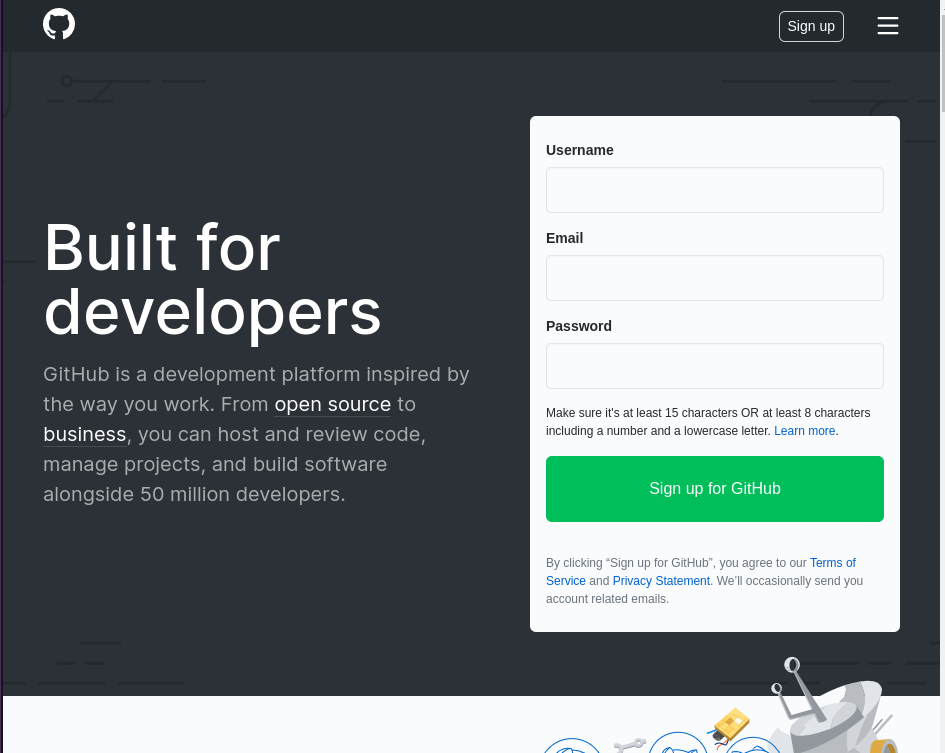 Sign up
Built for
developers
GitHub is a development platform inspired by
the way you work. From open source to
business, you can host and review code,
manage projects, and build software
alongside 50 million developers.
Username
Email
Password
Make sure it's at least 15 characters OR at least 8 characters
including a number and a lowercase letter. Learn more.
Sign up for GitHub
By clicking “Sign up for GitHub”, you agree to our Terms of
Service and Privacy Statement. We’ll occasionally send you
account related emails.